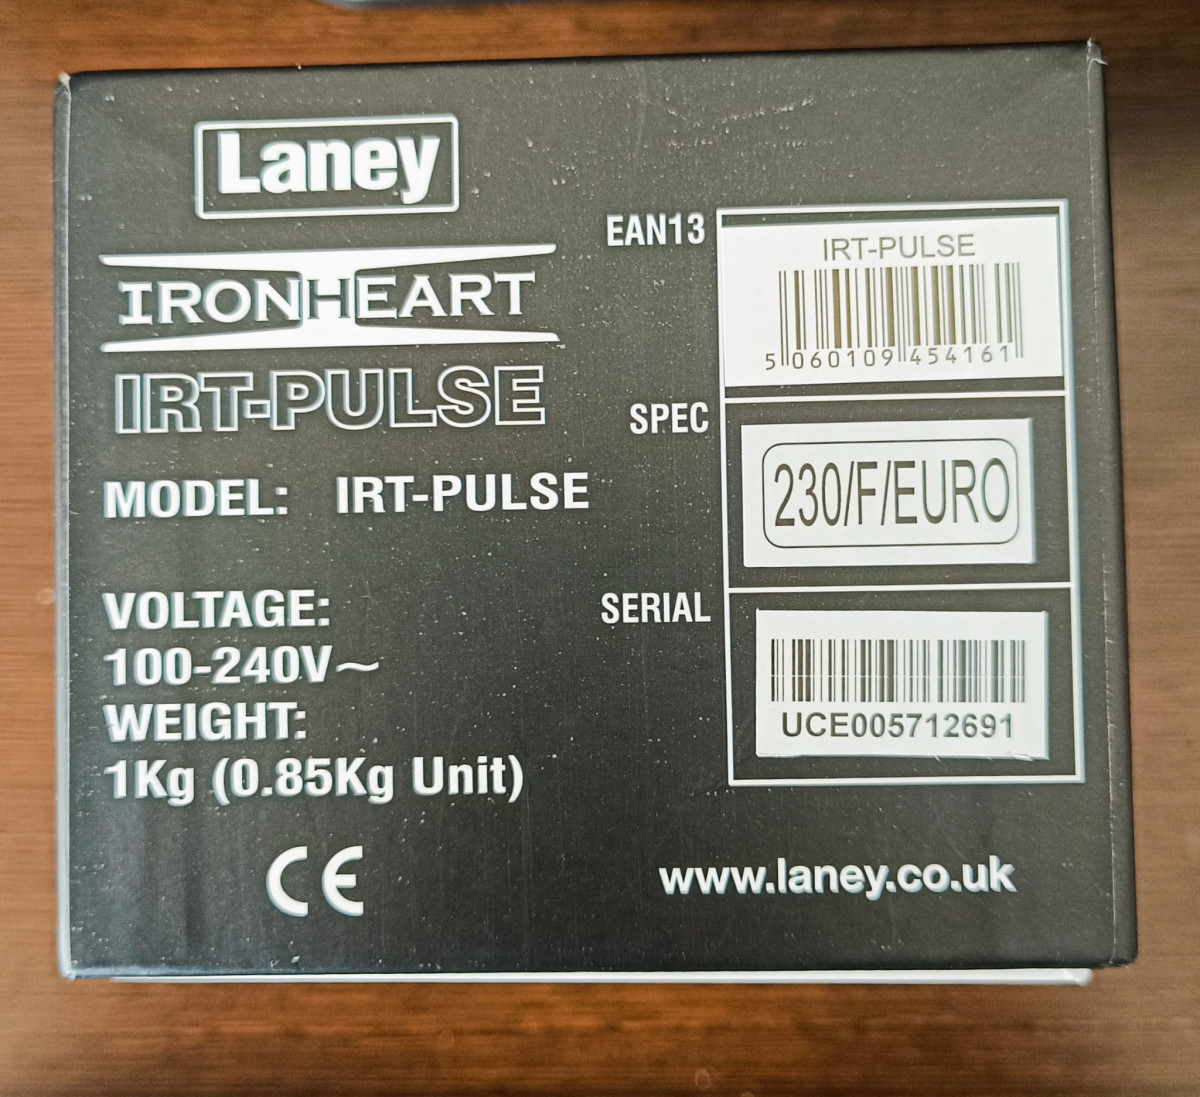 Laney
IRONHEART
IRT-PULSE
MODEL: IRT-PULSE
VOLTAGE:
100-240V~
WEIGHT:
1Kg (0.85Kg Unit)
CE
EAN13
IRT-PULSE
5 060109 454161
SPEC
230/F/EURO
SERIAL
UCE005712691
www.laney.co.uk